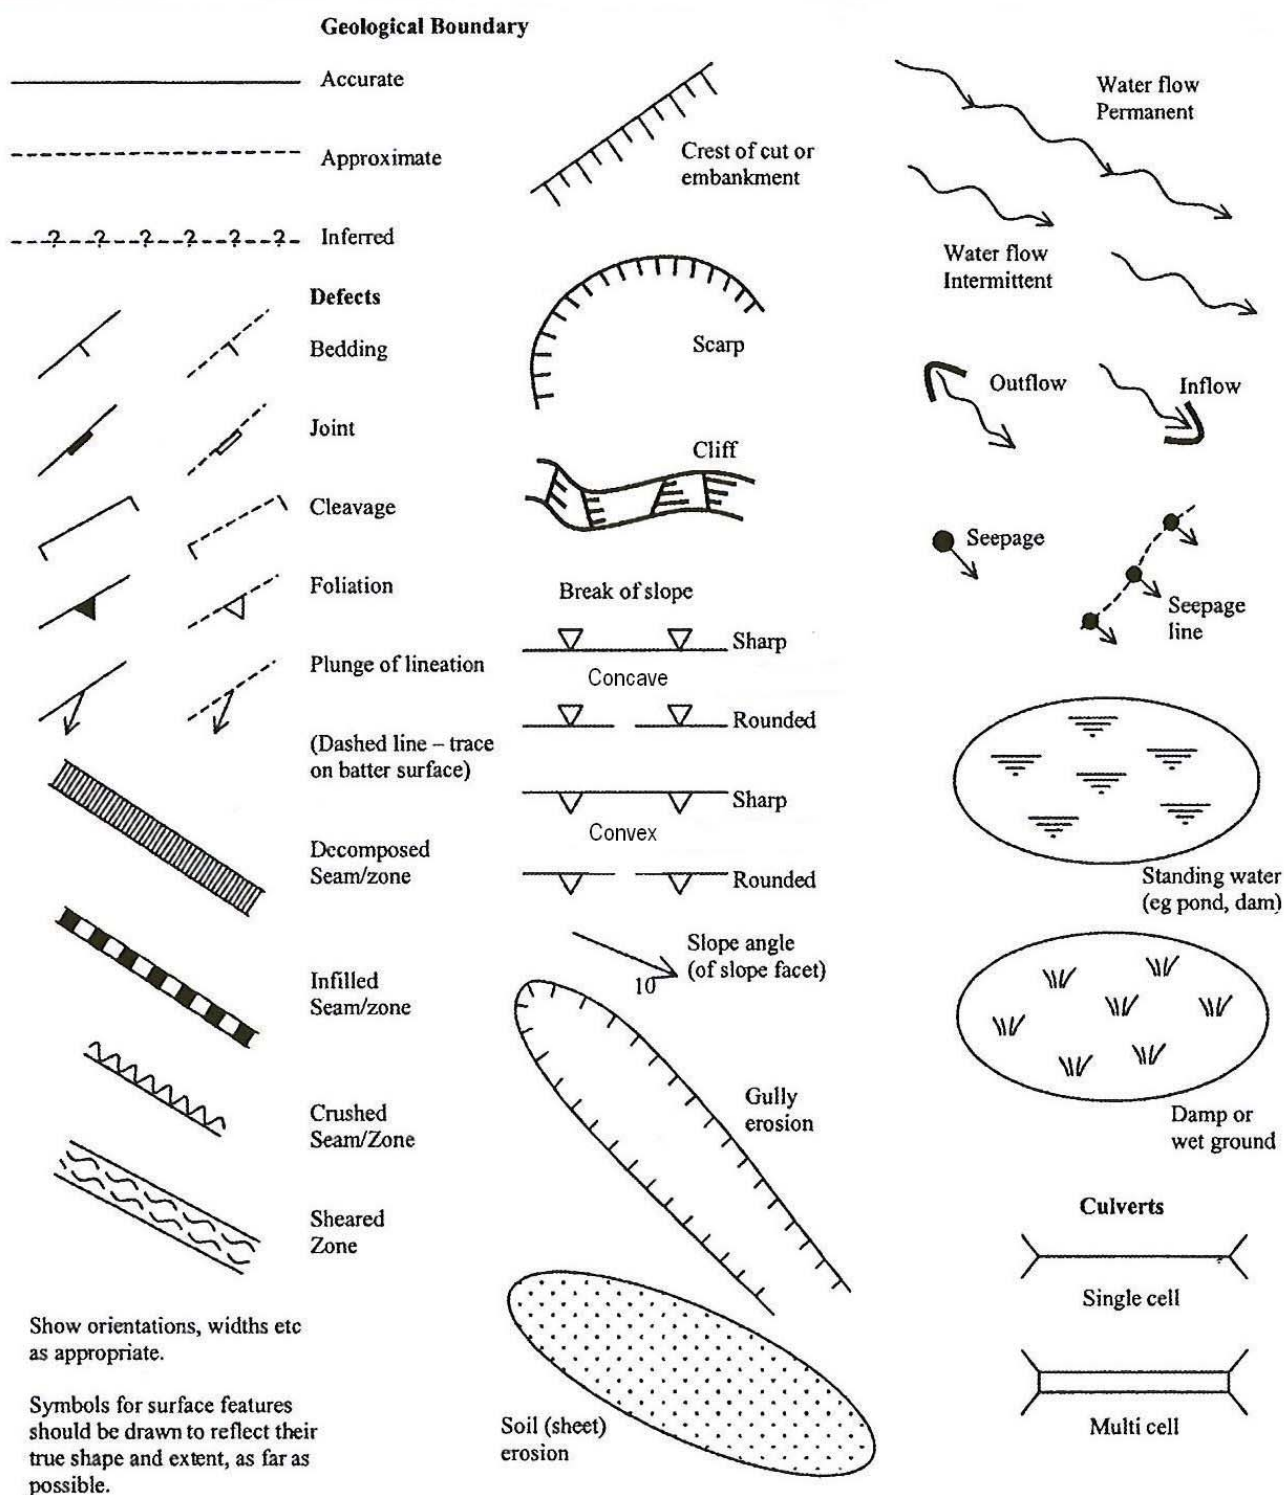 Geological Boundary
Accurate
Approximate
? ? ? ? ? ?
Inferred
Defects
Bedding
Joint
Cleavage
Foliation
Plunge of lineation
(Dashed line – trace
on batter surface)
Decomposed
Seam/zone
Infilled
Seam/zone
Crushed
Seam/Zone
Sheared
Zone
Show orientations, widths etc
as appropriate.
Symbols for surface features
should be drawn to reflect their
true shape and extent, as far as
possible.
Crest of cut or
embankment
Scarp
Cliff
Break of slope
Sharp
Concave
Rounded
Sharp
Convex
Rounded
Slope angle
(of slope facet)
10
Gully
erosion
Soil (sheet)
erosion
Water flow
Permanent
Water flow
Intermittent
Outflow
Inflow
Seepage
Seepage
line
Standing water
(eg pond, dam)
Damp or
wet ground
Culverts
Single cell
Multi cell